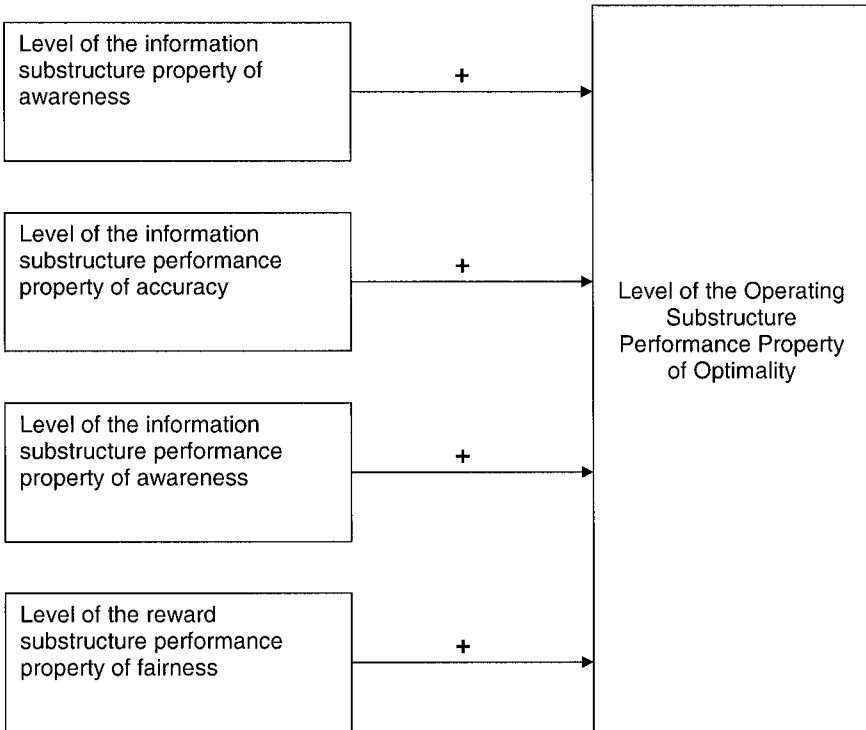 Level of the information
substructure property of
awareness
+
Level of the information
substructure performance
property of accuracy
+
Level of the information
substructure performance
property of awareness
+
Level of the reward
substructure performance
property of fairness
+
Level of the Operating
Substructure
Performance Property
of Optimality